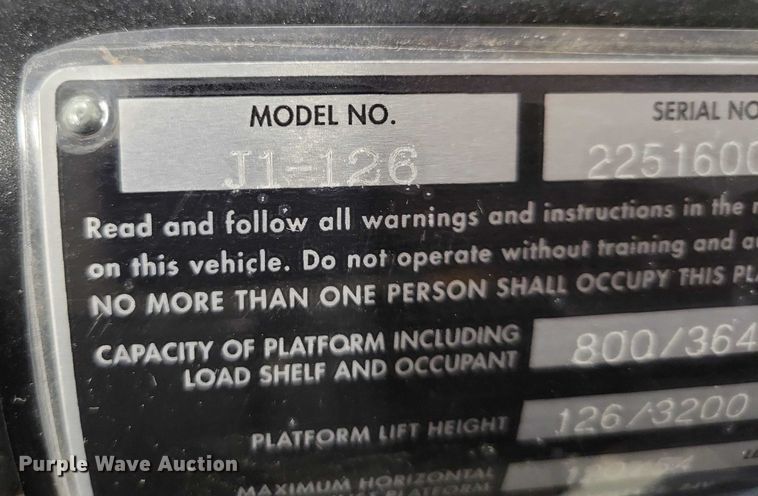 MODEL NO.
J1-126
SERIAL NO
2251600
Read and follow all warnings and instructions in the
on this vehicle. Do not operate without training and
NO MORE THAN ONE PERSON SHALL OCCUPY THIS
CAPACITY OF PLATFORM INCLUDING
LOAD SHELF AND OCCUPANT
800/364
PLATFORM LIFT HEIGHT
126/3200
MAXIMUM HORIZONTAL
Purple Wave Auction